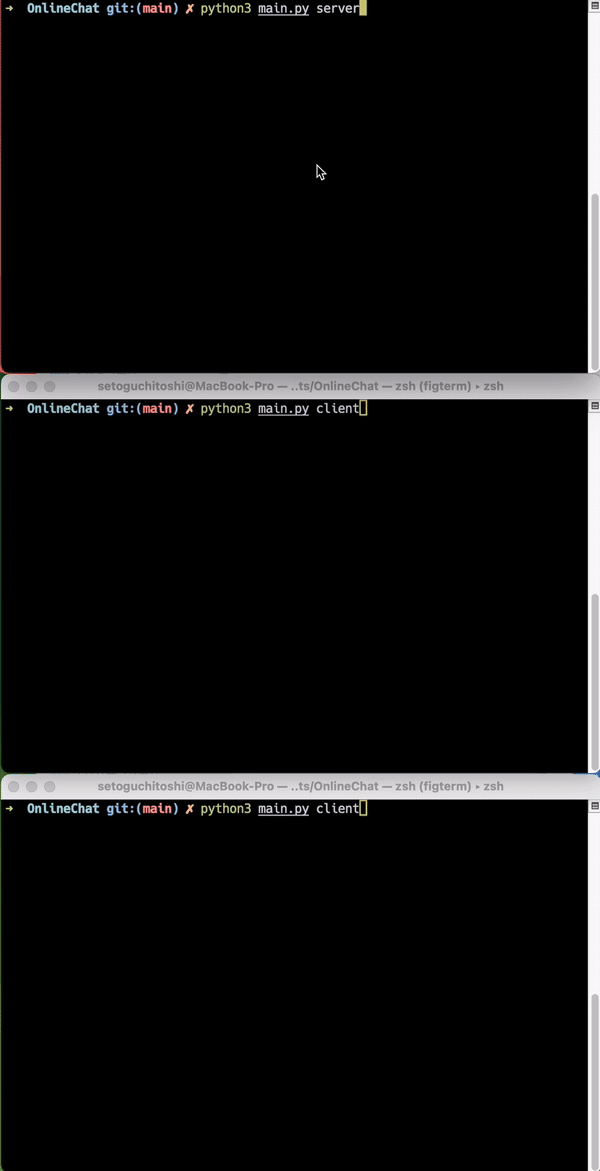 ➜ OnlineChat git:(main) ✗ python3 main.py server
setoguchitoshi@MacBook-Pro — ..ts/OnlineChat — zsh (figterm) ▸ zsh
➜ OnlineChat git:(main) ✗ python3 main.py client
setoguchitoshi@MacBook-Pro — ..ts/OnlineChat — zsh (figterm) ▸ zsh
➜ OnlineChat git:(main) ✗ python3 main.py client